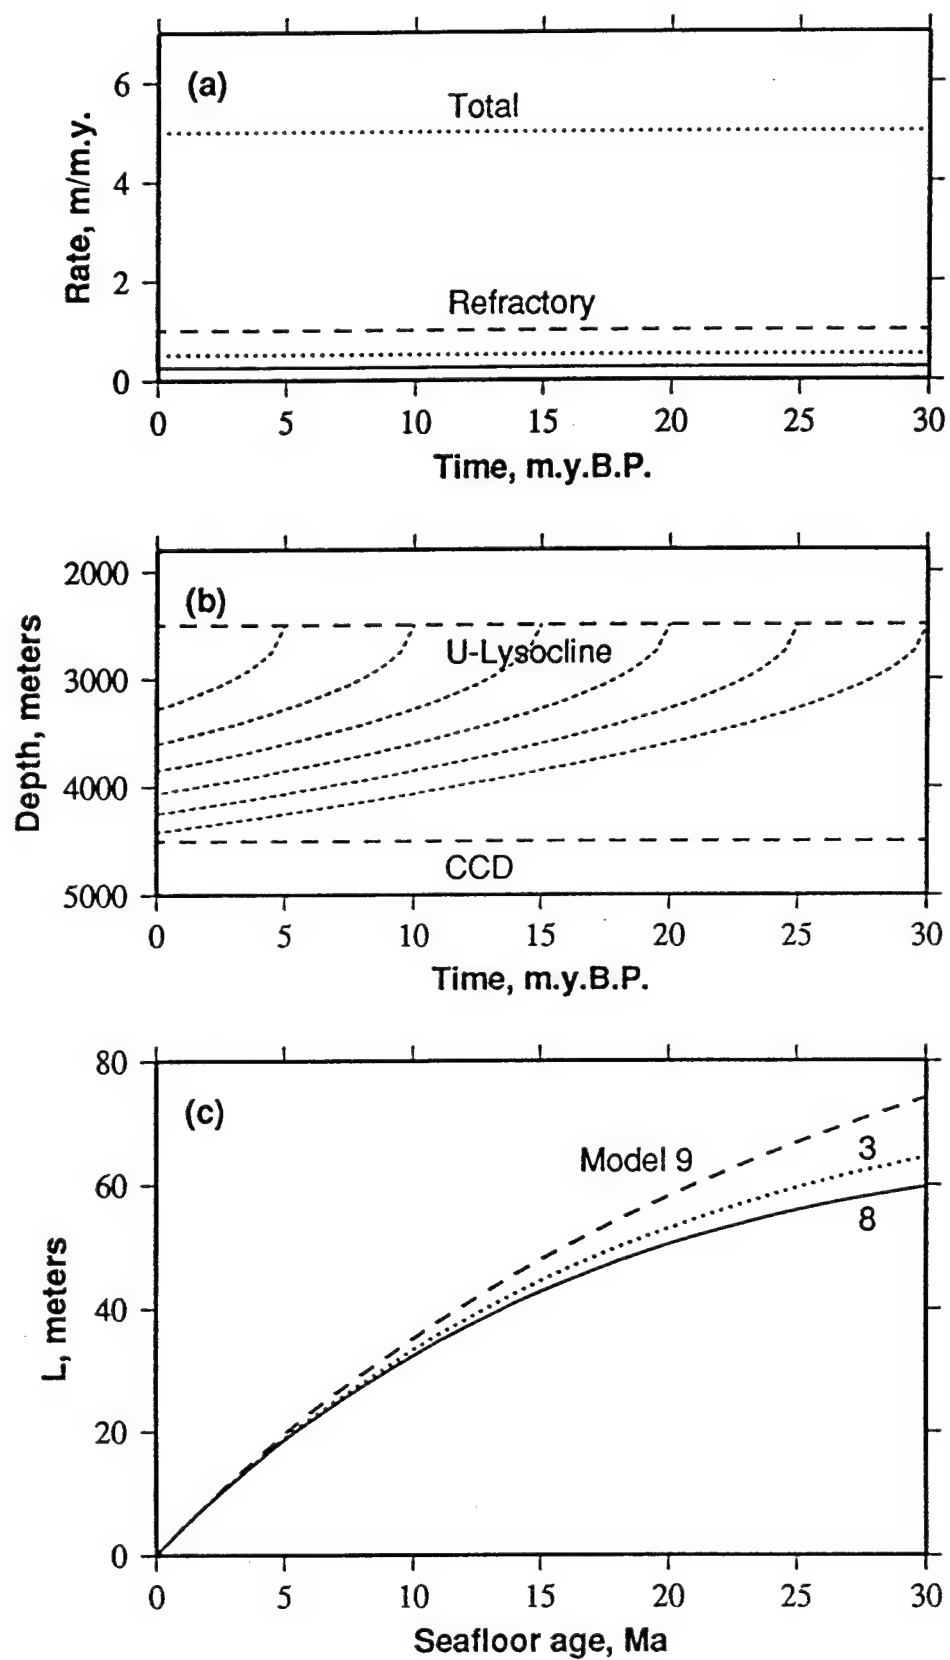 (a)
Total
Refractory
Rate, m/m.y.
6
4
2
0
0 5 10 15 20 25 30
Time, m.y.B.P.
(b)
U-Lysocline
CCD
Depth, meters
2000
3000
4000
5000
0 5 10 15 20 25 30
Time, m.y.B.P.
(c)
Model 9
3
8
L, meters
80
60
40
20
0
0 5 10 15 20 25 30
Seafloor age, Ma